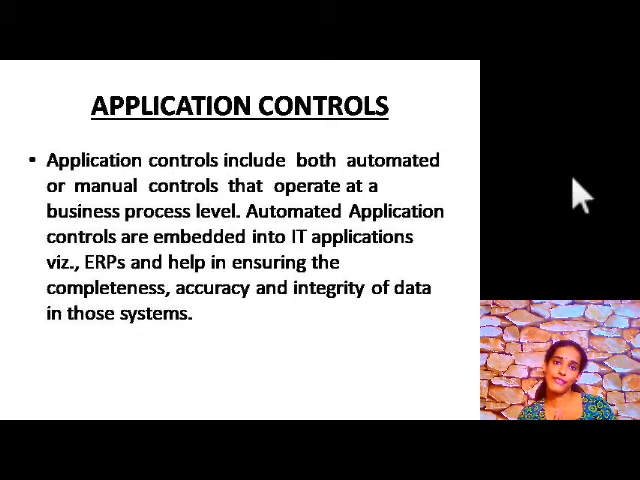 APPLICATION CONTROLS
▪ Application controls include both automated
or manual controls that operate at a
business process level. Automated Application
controls are embedded into IT applications
viz., ERPs and help in ensuring the
completeness, accuracy and integrity of data
in those systems.